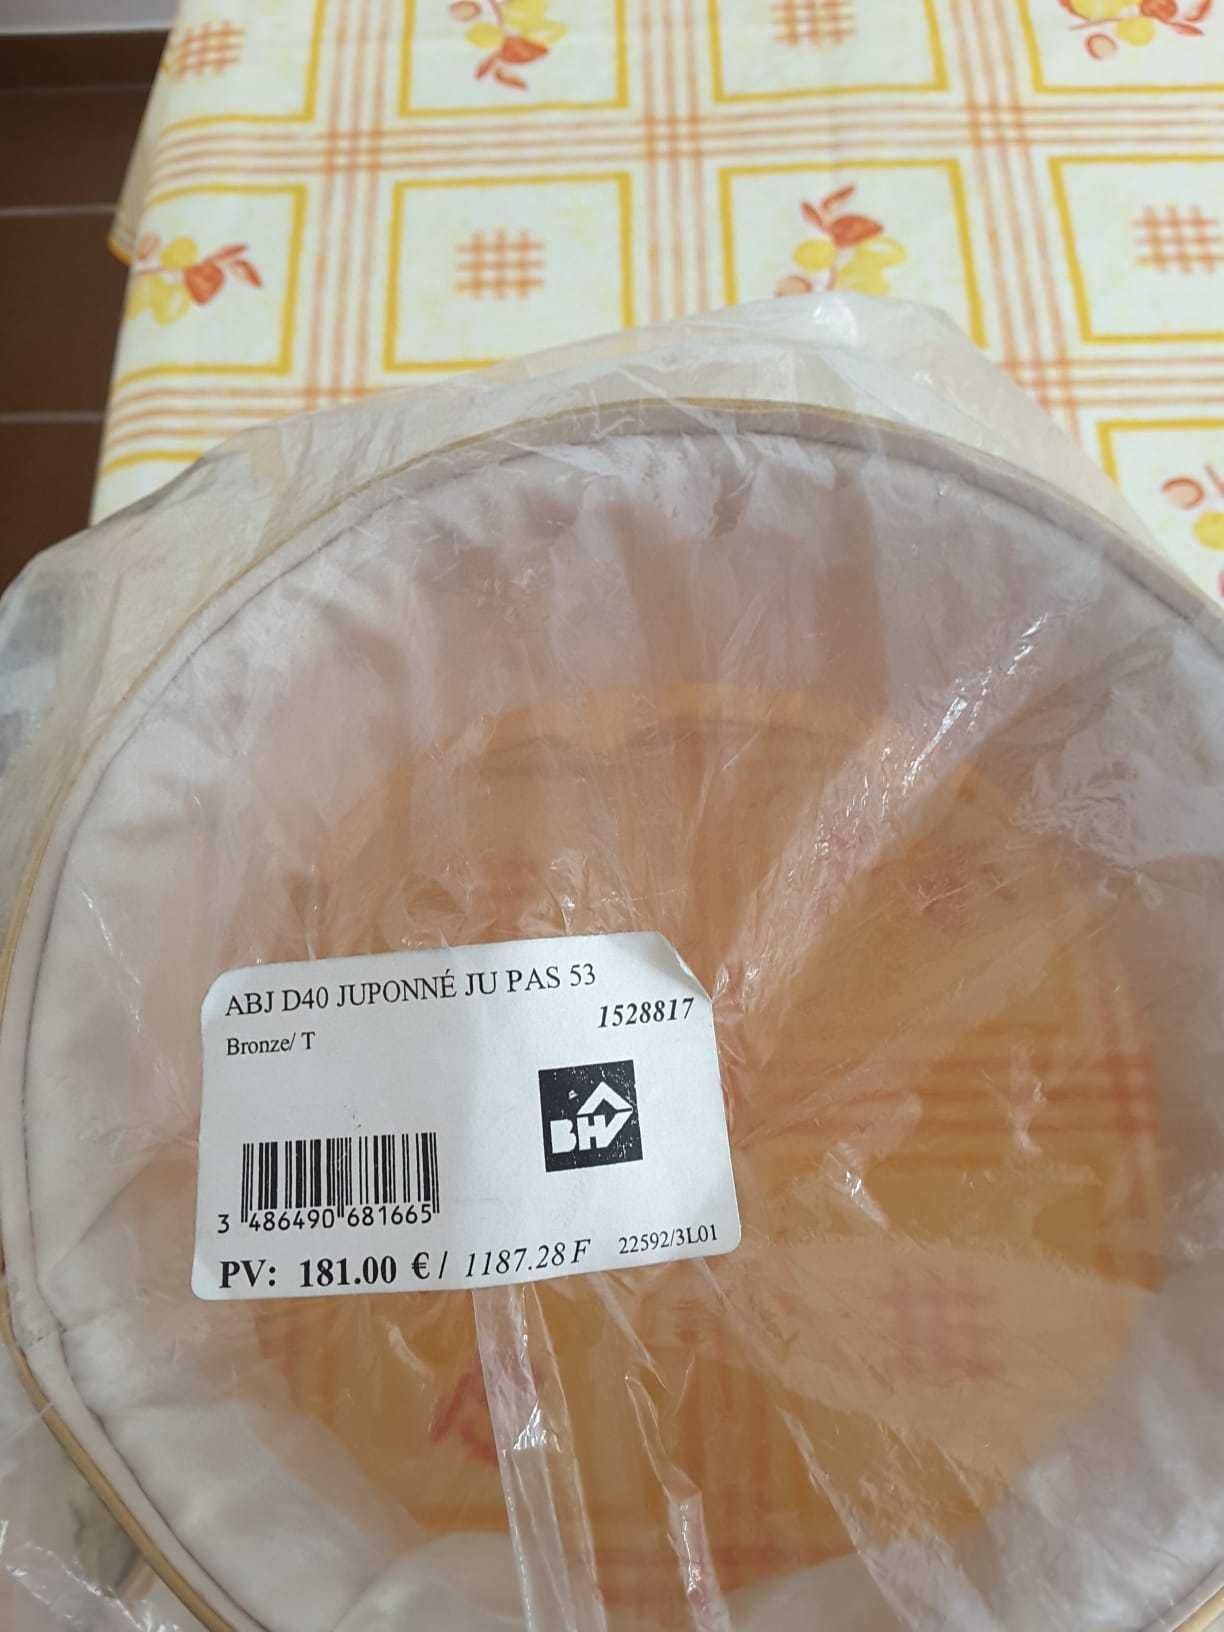 ABJ D40 JUPONNÉ JU PAS 53
1528817
Bronze/ T
BHV
3 486490 681665
PV: 181.00 € / 1187.28 F 22592/3L01